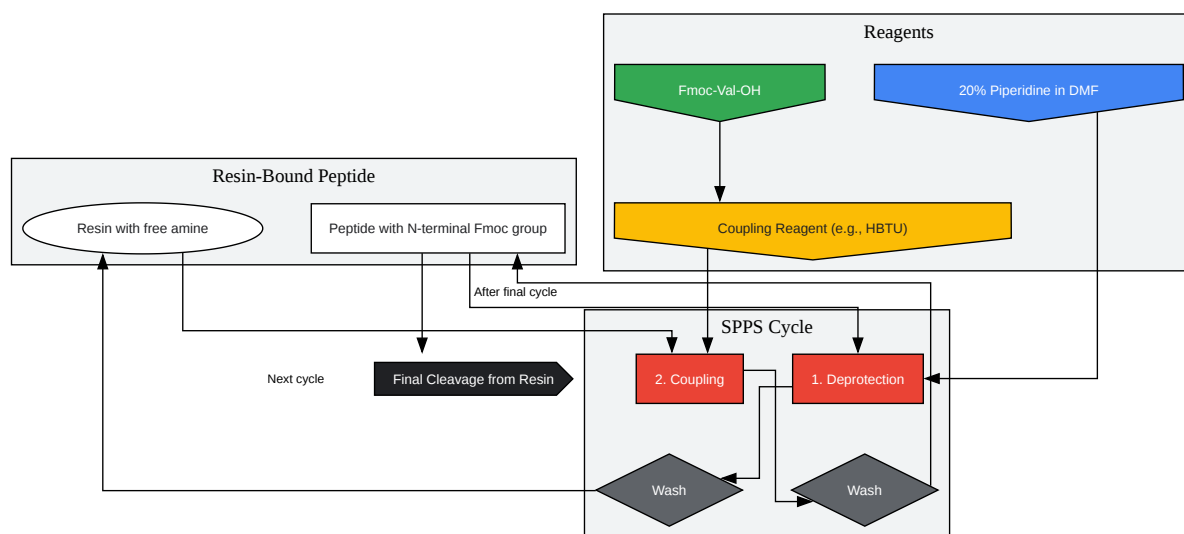 Reagents
Fmoc-Val-OH
20% Piperidine in DMF
Resin-Bound Peptide
Resin with free amine
Peptide with N-terminal Fmoc group
Coupling Reagent (e.g., HBTU)
After final cycle
SPPS Cycle
Next cycle
Final Cleavage from Resin
2. Coupling
1. Deprotection
Wash
Wash